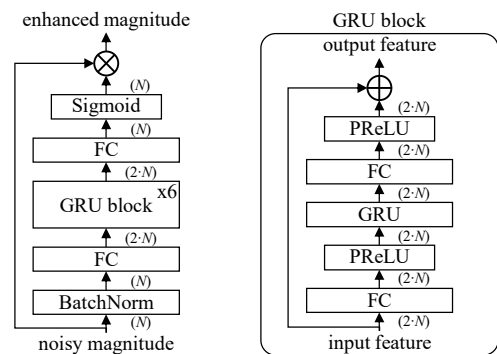 enhanced magnitude
(N)
Sigmoid
(N)
FC
(2·N)
x6
GRU block
(2·N)
FC
(N)
BatchNorm
(N)
noisy magnitude
GRU block
output feature
(2·N)
PReLU
(2·N)
FC
(2·N)
GRU
(2·N)
PReLU
(2·N)
FC
(2·N)
input feature